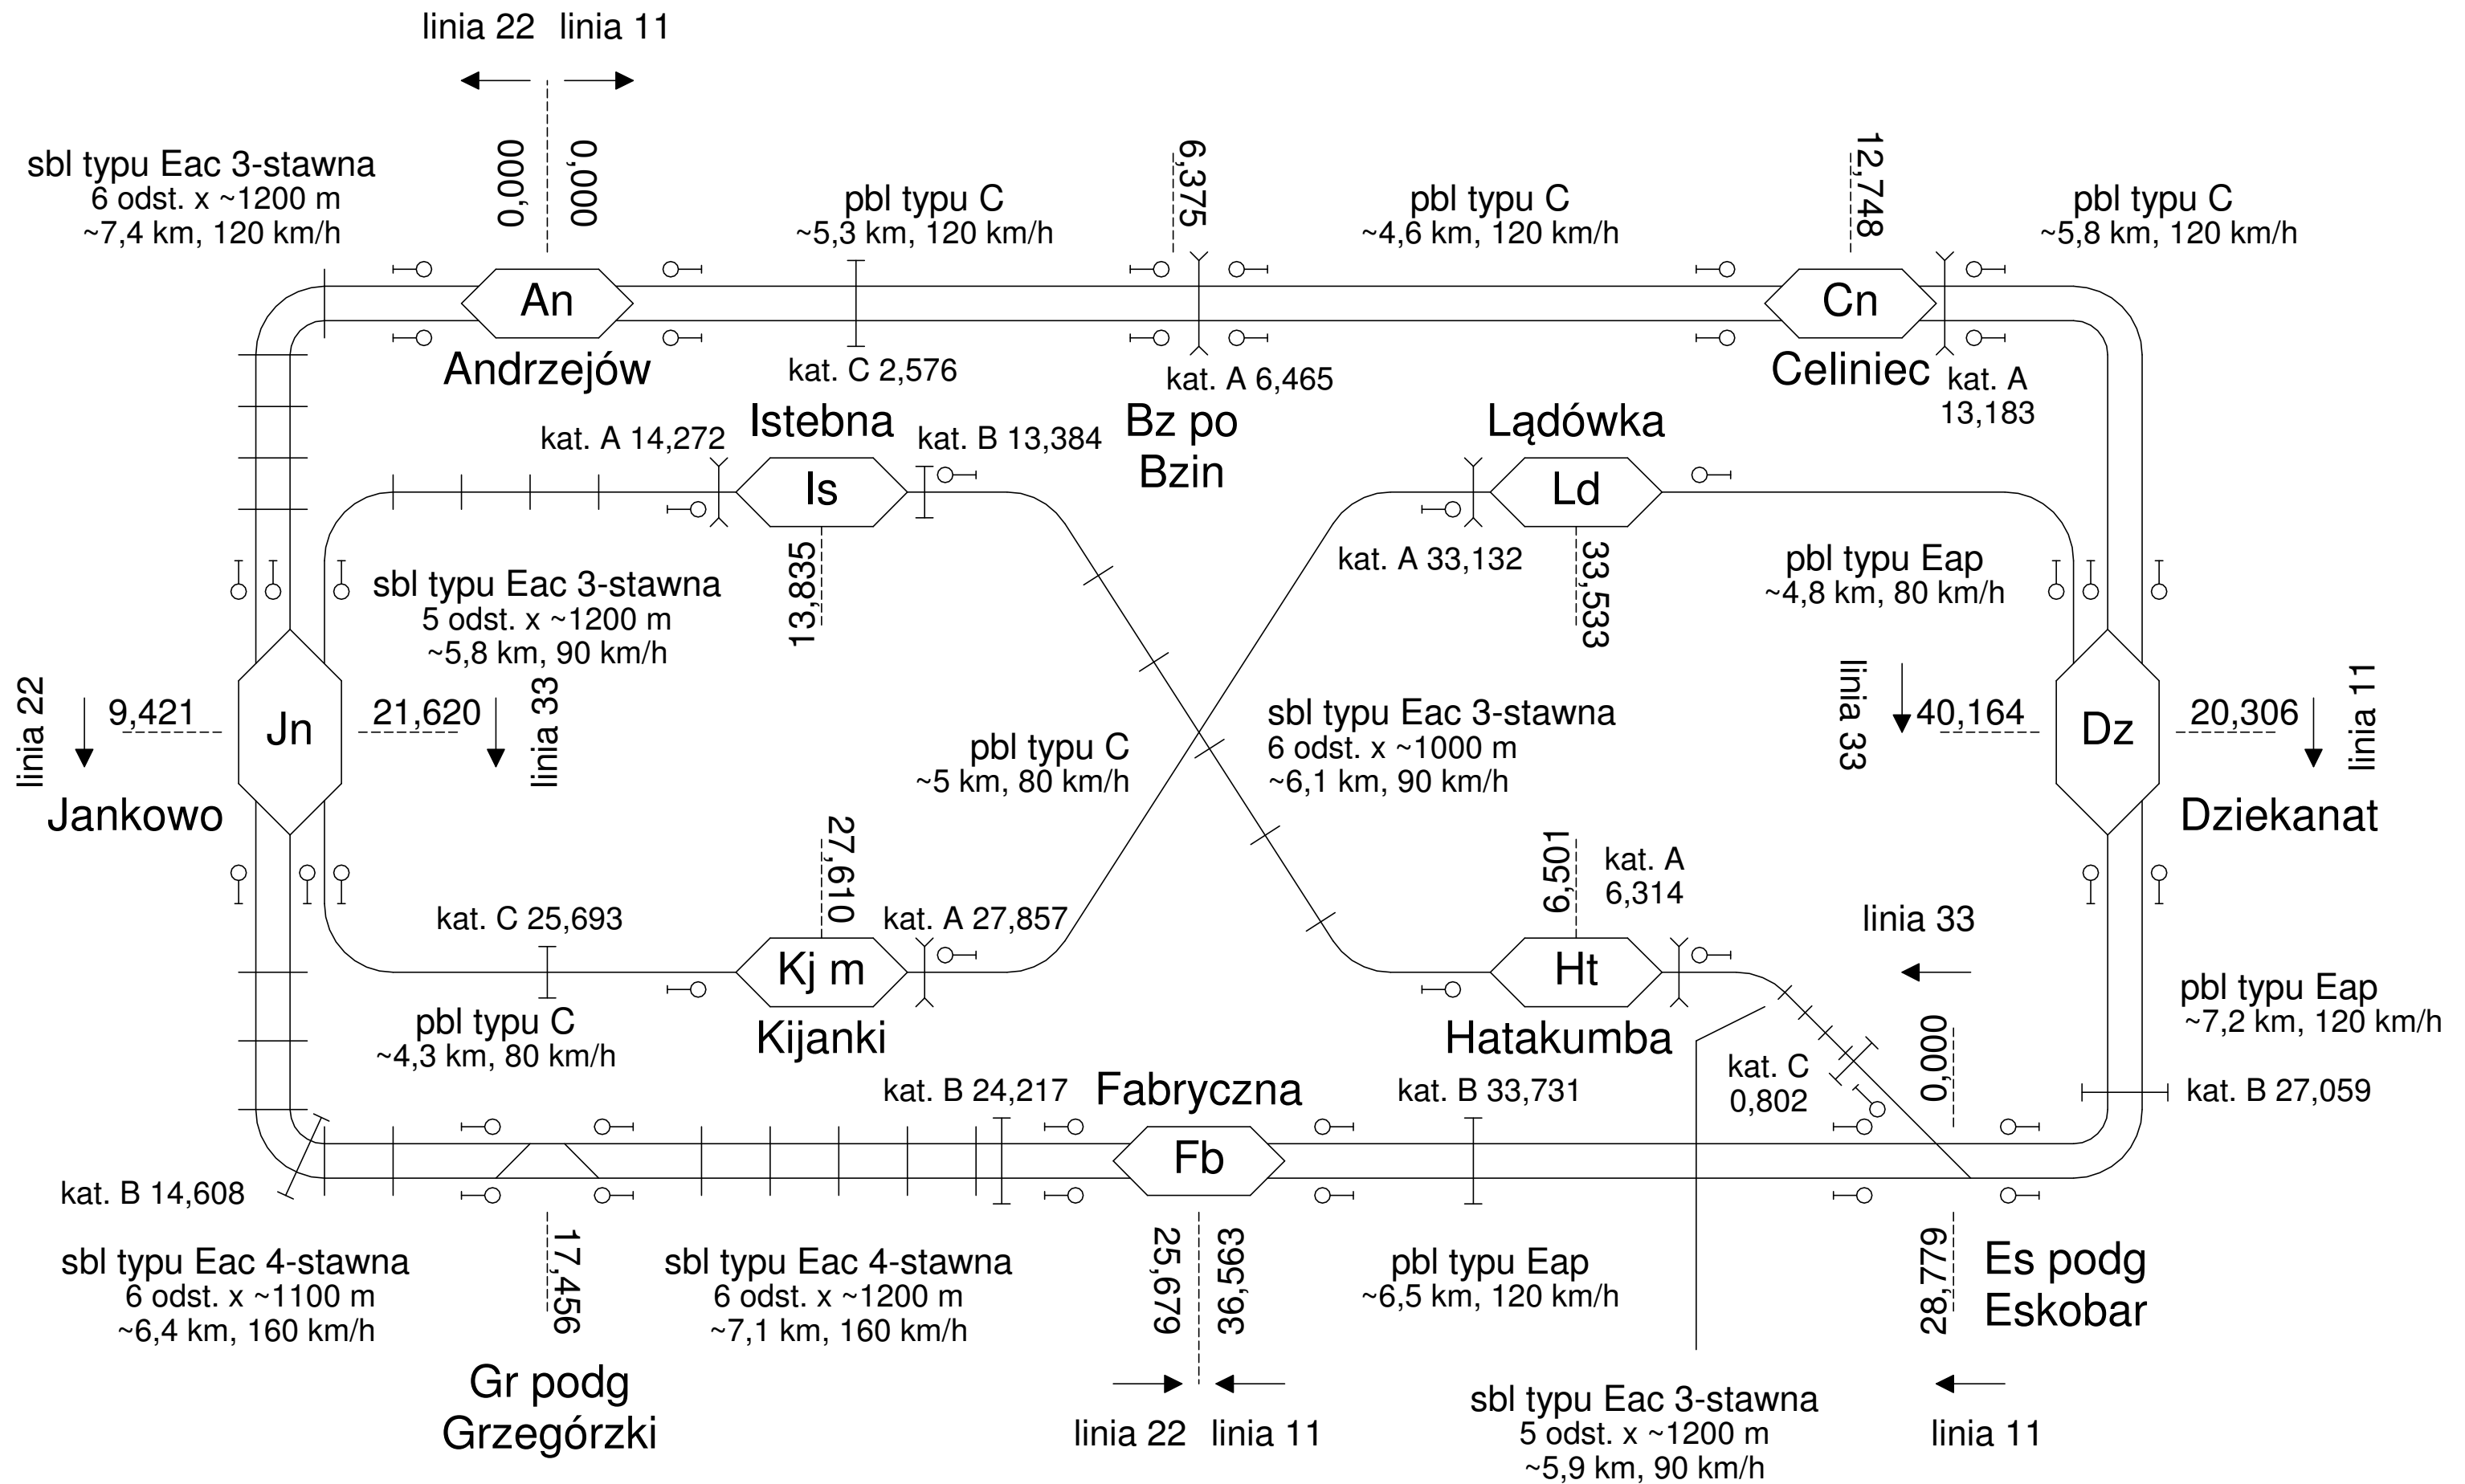 linia 22 linia 11
0,000 0,000
sbl typu Eac 3-stawna
6 odst. x ~1200 m
~7,4 km, 120 km/h
pbl typu C
~5,3 km, 120 km/h
6,375
pbl typu C
~4,6 km, 120 km/h
12,748
pbl typu C
~5,8 km, 120 km/h
An
Andrzejów
kat. C 2,576
kat. A 6,465
Bz po
Bzin
Cn
Celiniec
kat. A
13,183
kat. A 14,272
Istebna
kat. B 13,384
Is
13,835
Lądówka
Ld
kat. A 33,132
33,533
pbl typu Eap
~4,8 km, 80 km/h
sbl typu Eac 3-stawna
5 odst. x ~1200 m
~5,8 km, 90 km/h
linia 22
9,421
Jn
21,620
linia 33
Jankowo
pbl typu C
~5 km, 80 km/h
sbl typu Eac 3-stawna
6 odst. x ~1000 m
~6,1 km, 90 km/h
linia 33
40,164
Dz
20,306
linia 11
Dziekanat
kat. C 25,693
27,610
kat. A 27,857
Kj m
Kijanki
pbl typu C
~4,3 km, 80 km/h
9,501
kat. A
6,314
Ht
Hatakumba
linia 33
pbl typu Eap
~7,2 km, 120 km/h
kat. C
0,802
0,000
kat. B 27,059
kat. B 24,217
Fabryczna
Fb
kat. B 33,731
kat. B 14,608
sbl typu Eac 4-stawna
6 odst. x ~1100 m
~6,4 km, 160 km/h
17,456
Gr podg
Grzegórzki
sbl typu Eac 4-stawna
6 odst. x ~1200 m
~7,1 km, 160 km/h
25,679 36,563
linia 22 linia 11
pbl typu Eap
~6,5 km, 120 km/h
28,779
Es podg
Eskobar
sbl typu Eac 3-stawna
5 odst. x ~1200 m
~5,9 km, 90 km/h
linia 11